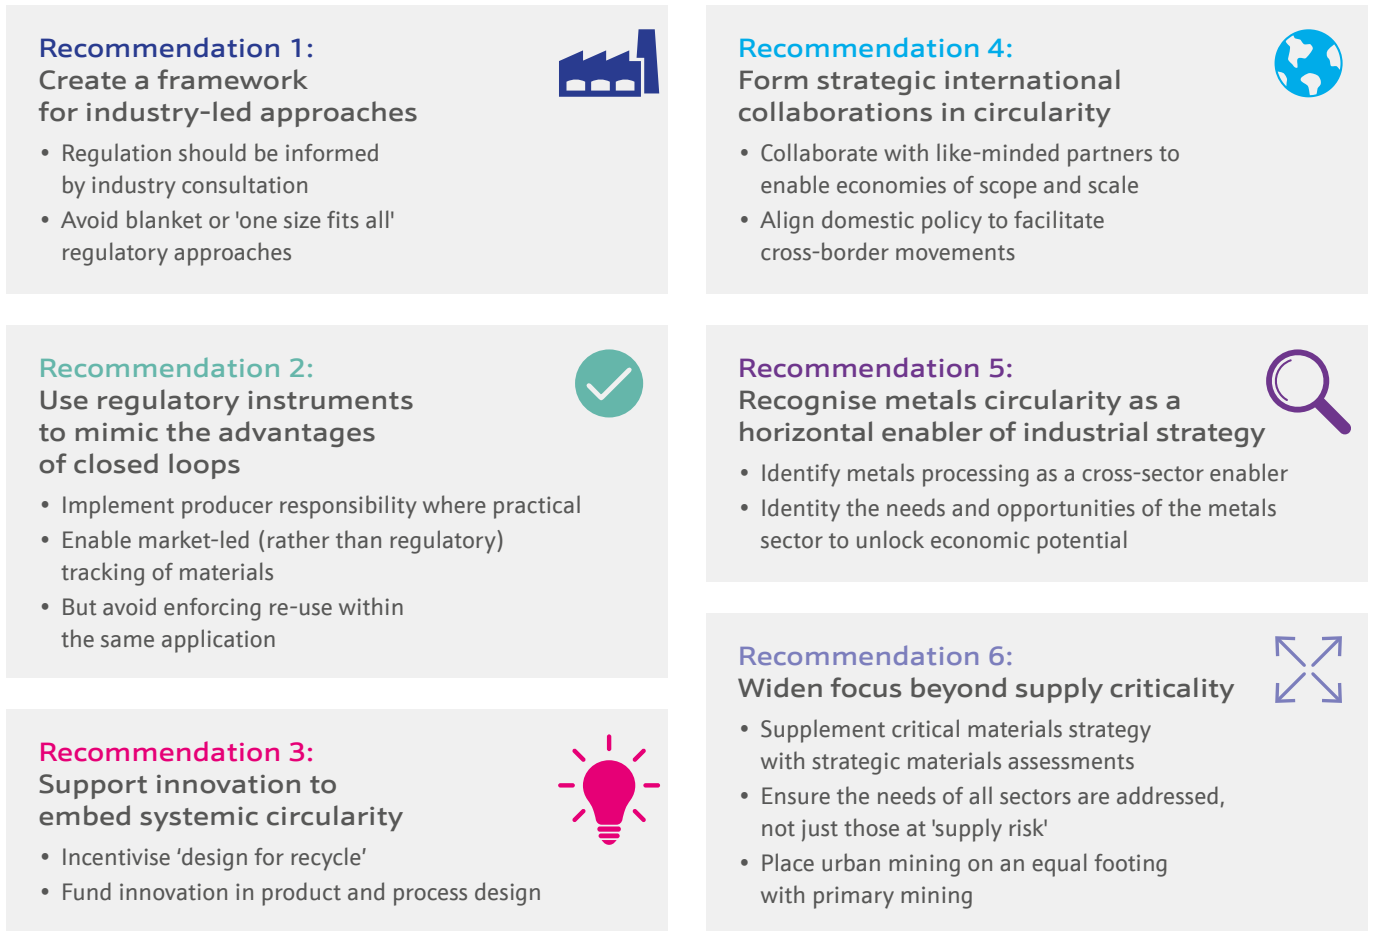 Recommendation 1:
Create a framework
for industry-led approaches
• Regulation should be informed
by industry consultation
• Avoid blanket or 'one size fits all'
regulatory approaches
Recommendation 2:
Use regulatory instruments
to mimic the advantages
of closed loops
• Implement producer responsibility where practical
• Enable market-led (rather than regulatory)
tracking of materials
• But avoid enforcing re-use within
the same application
Recommendation 3:
Support innovation to
embed systemic circularity
• Incentivise ‘design for recycle’
• Fund innovation in product and process design
Recommendation 4:
Form strategic international
collaborations in circularity
• Collaborate with like-minded partners to
enable economies of scope and scale
• Align domestic policy to facilitate
cross-border movements
Recommendation 5:
Recognise metals circularity as a
horizontal enabler of industrial strategy
• Identify metals processing as a cross-sector enabler
• Identity the needs and opportunities of the metals
sector to unlock economic potential
Recommendation 6:
Widen focus beyond supply criticality
• Supplement critical materials strategy
with strategic materials assessments
• Ensure the needs of all sectors are addressed,
not just those at 'supply risk'
• Place urban mining on an equal footing
with primary mining